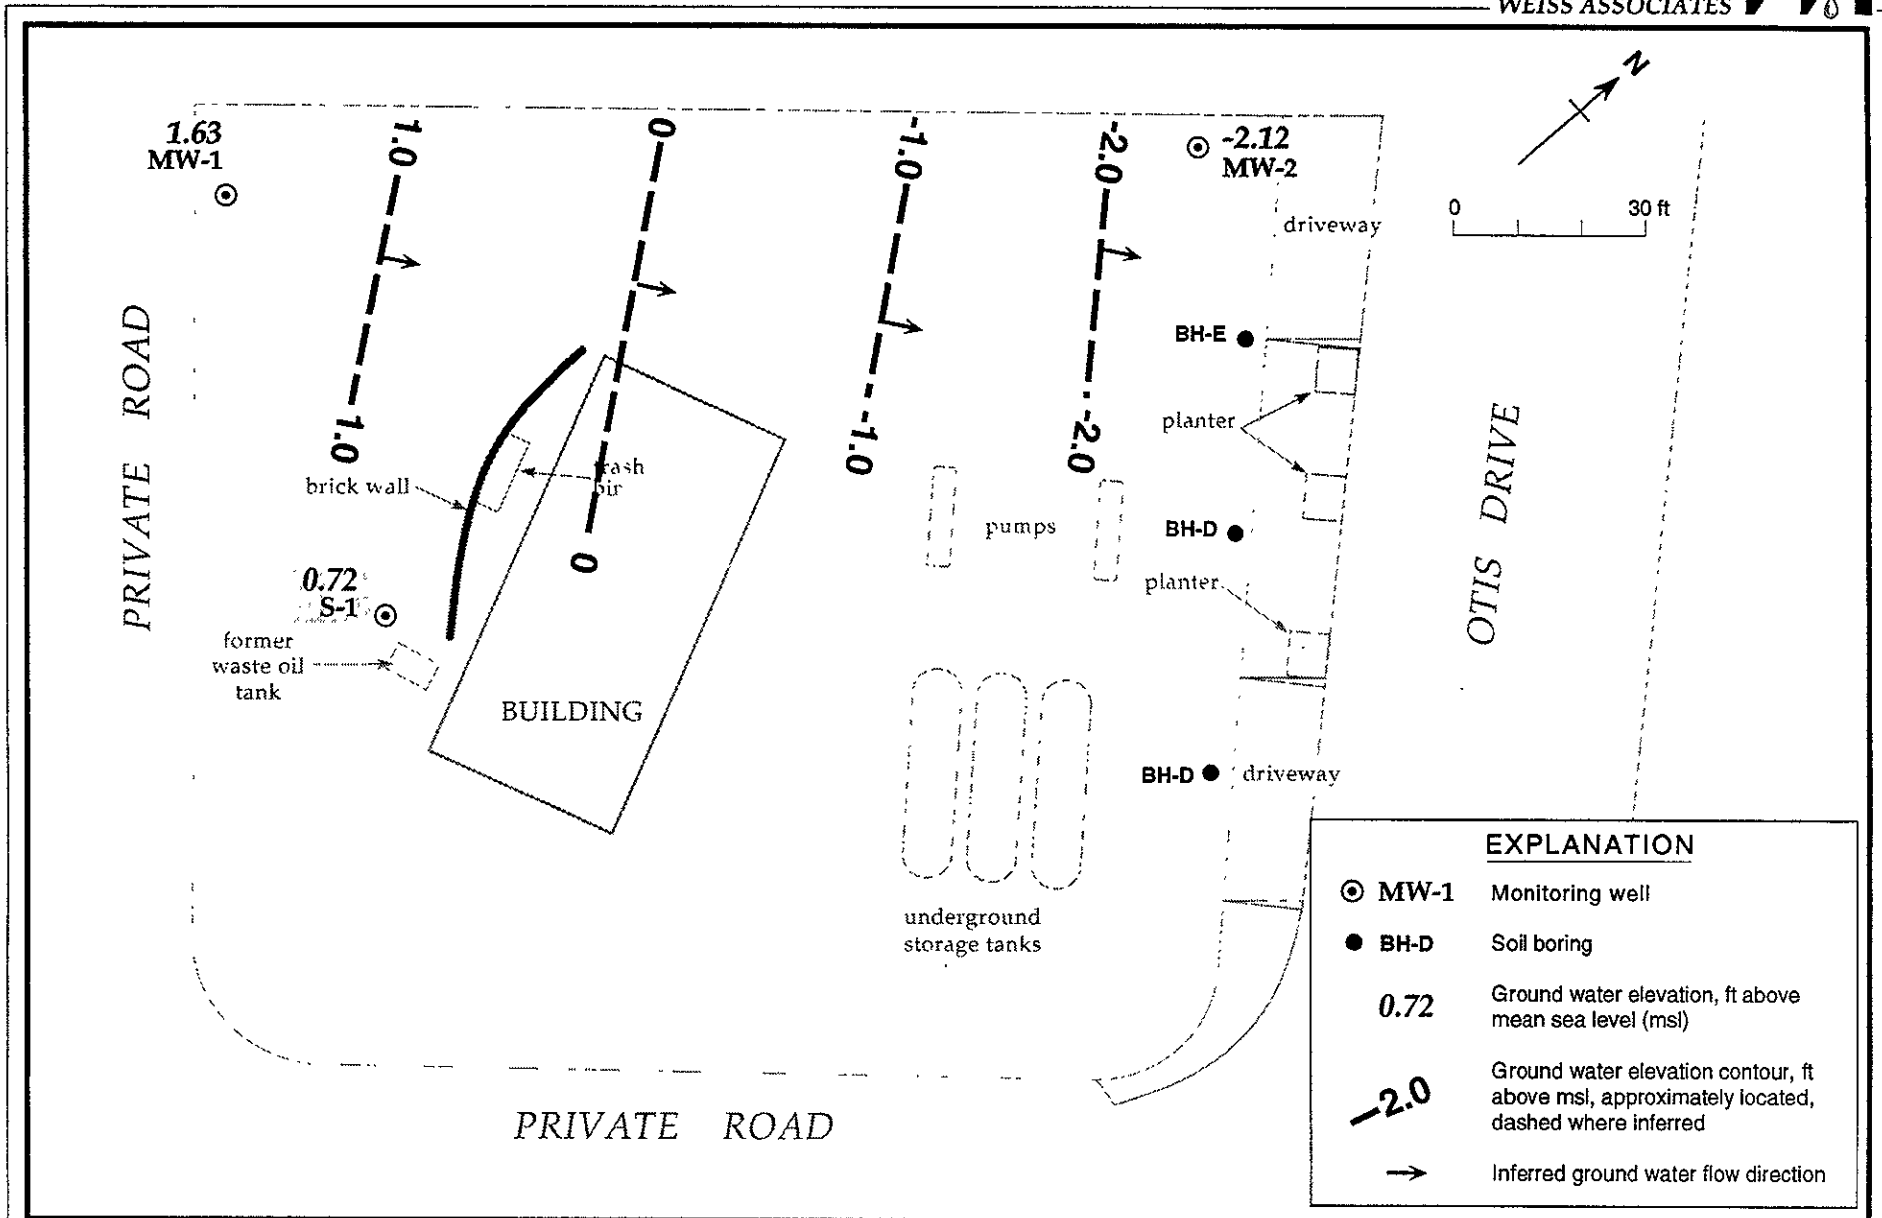 WEISS ASSOCIATES
N
1.63
MW-1
1.0
0
-1.0
-2.0
-2.12
MW-2
0 30 ft
driveway
PRIVATE ROAD
BH-E
planter
1.0
-1.0
-2.0
trash
bin
brick wall
OTIS DRIVE
pumps
BH-D
0
planter
0.72
S-1
former
waste oil
tank
BUILDING
BH-D
driveway
underground
storage tanks
PRIVATE ROAD
EXPLANATION
MW-1 Monitoring well
BH-D Soil boring
0.72 Ground water elevation, ft above
mean sea level (msl)
-2.0 Ground water elevation contour, ft
above msl, approximately located,
dashed where inferred
Inferred ground water flow direction